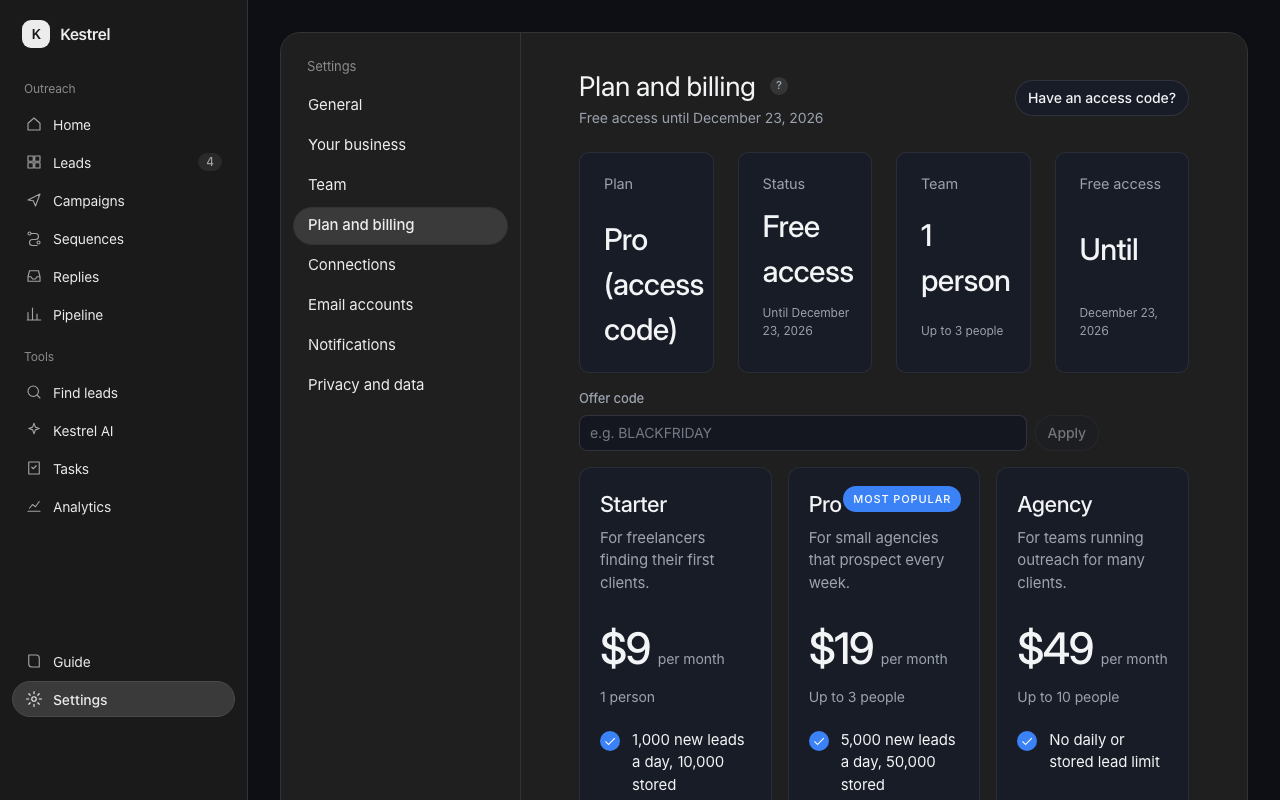 K Kestrel
Outreach
Home
Leads 4
Campaigns
Sequences
Replies
Pipeline
Tools
Find leads
Kestrel AI
Tasks
Analytics
Guide
Settings
Settings
General
Your business
Team
Plan and billing
Connections
Email accounts
Notifications
Privacy and data
Plan and billing ?
Free access until December 23, 2026
Have an access code?
Plan
Pro
(access
code)
Status
Free
access
Until December
23, 2026
Team
1
person
Up to 3 people
Free access
Until
December 23,
2026
Offer code
e.g. BLACKFRIDAY
Apply
Starter
For freelancers
finding their first
clients.
$9 per month
1 person
1,000 new leads
a day, 10,000
stored
Pro MOST POPULAR
For small agencies
that prospect every
week.
$19 per month
Up to 3 people
5,000 new leads
a day, 50,000
stored
Agency
For teams running
outreach for many
clients.
$49 per month
Up to 10 people
No daily or
stored lead limit